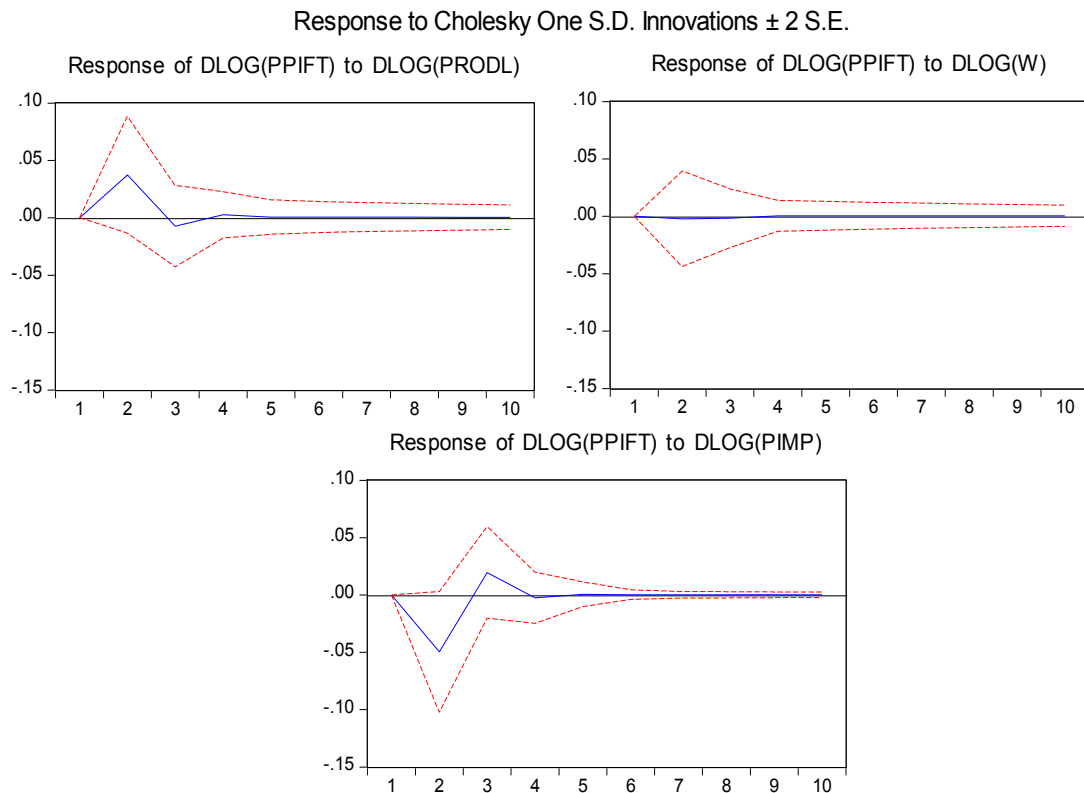 Response to Cholesky One S.D. Innovations ± 2 S.E.
Response of DLOG(PPIFT) to DLOG(PRODL)
.10
.05
.00
-.05
-.10
-.15
1 2 3 4 5 6 7 8 9 10
Response of DLOG(PPIFT) to DLOG(W)
.10
.05
.00
-.05
-.10
-.15
1 2 3 4 5 6 7 8 9 10
Response of DLOG(PPIFT) to DLOG(PIMP)
.10
.05
.00
-.05
-.10
-.15
1 2 3 4 5 6 7 8 9 10